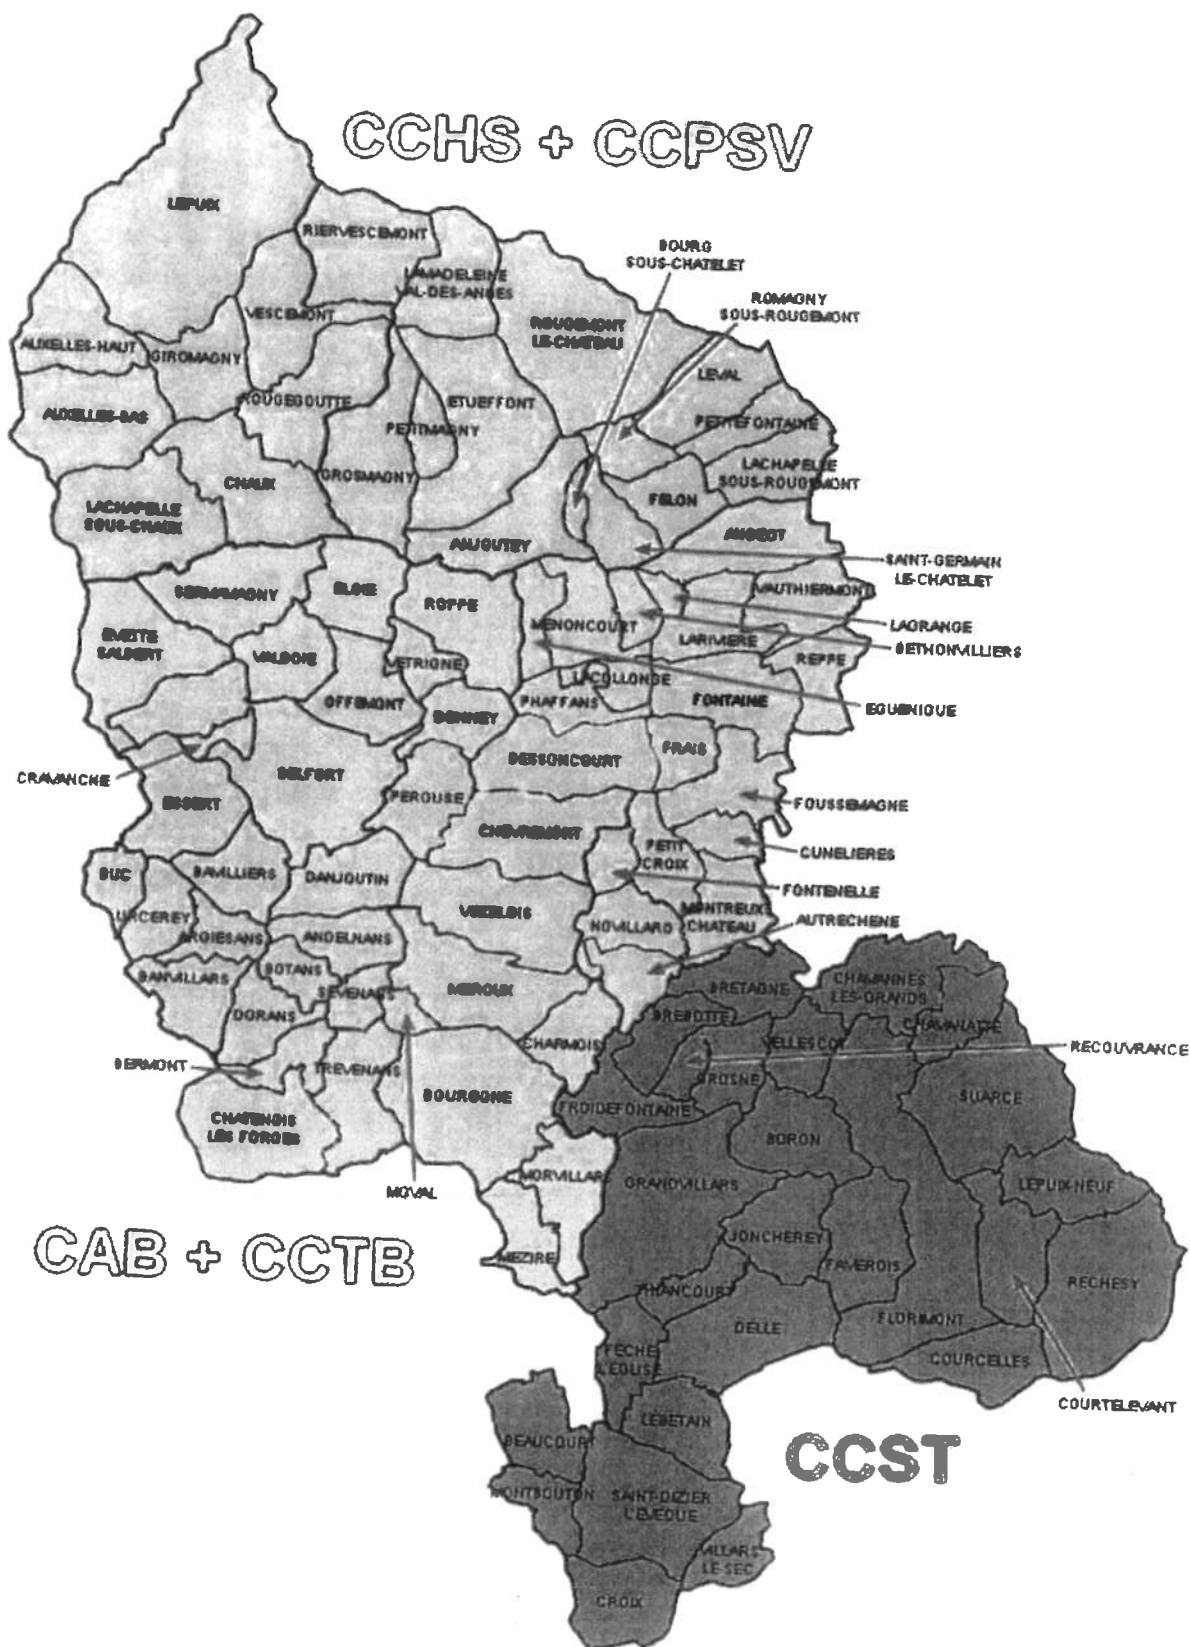 CCHS + CCPSV
LEPUIX
RIERVESCEMONT
BOURG
SOUS-CHATELET
LAMADELEINE
VAL-DES-ANGES
ROMAGNY
SOUS-ROUGEMONT
VESCEMONT
ROUGEMONT
LE-CHATEAU
AUXELLES-HAUT
GIROMAGNY
LEVAL
AUXELLES-BAS
ROUGEGOUTTE
ETUEFFONT
PETITMAGNY
PETITEFONTAINE
LACHAPELLE
SOUS-ROUGEMONT
CHAUX
GROSMAGNY
FELON
LACHAPELLE
SOUS-CHAUX
ANJOUTEY
ANGEOT
SAINT-GERMAIN
LE-CHATELET
SERMAMAGNY
ELOIE
ROPPE
VAUTHIERMONT
MENONCOURT
LAGRANGE
EVETTE
SALBERT
VALDOIE
VETRIGNE
LARIVIERE
BETHONVILLIERS
REPPE
LACOLLONGE
OFFEMONT
DENNEY
PHAFFANS
FONTAINE
EGUENIGUE
BESSONCOURT
FRAIS
CRAVANCHE
BELFORT
PEROUSE
ESSERT
FOUSSEMAGNE
CHEVREMONT
PETIT
CROIX
CUNELIERES
BUC
BAVILLIERS
DANJOUTIN
FONTENELLE
URCEREY
VEZELOIS
MONTREUX
CHATEAU
AUTRECHENE
NOVILLARD
ARGIESANS
ANDELNANS
BANVILLARS
BOTANS
SEVENANS
MEROUX
BRETAGNE
CHAVANNES
LES-GRANDS
DORANS
BREBOTTE
CHAVANATTE
CHARMOIS
VELLESCOT
RECOUVRANCE
BERMONT
TREVENANS
GROSNE
BOURGOGNE
SUARCE
FROIDEFONTAINE
CHATENOIS
LES FORGES
BORON
MORVILLARS
GRANDVILLARS
LEPUIX-NEUF
MOVAL
JONCHEREY
CAB + CCTB
MEZIRE
FAVEROIS
RECHESY
THIANCOURT
DELLE
FLORIMONT
FECHE
L'EGLISE
COURCELLES
COURTELEVANT
LEBETAIN
BEAUCOURT
CCST
MONTBOUTON
SAINT-DIZIER
L'EVEQUE
VILLARS
LE-SEC
CROIX